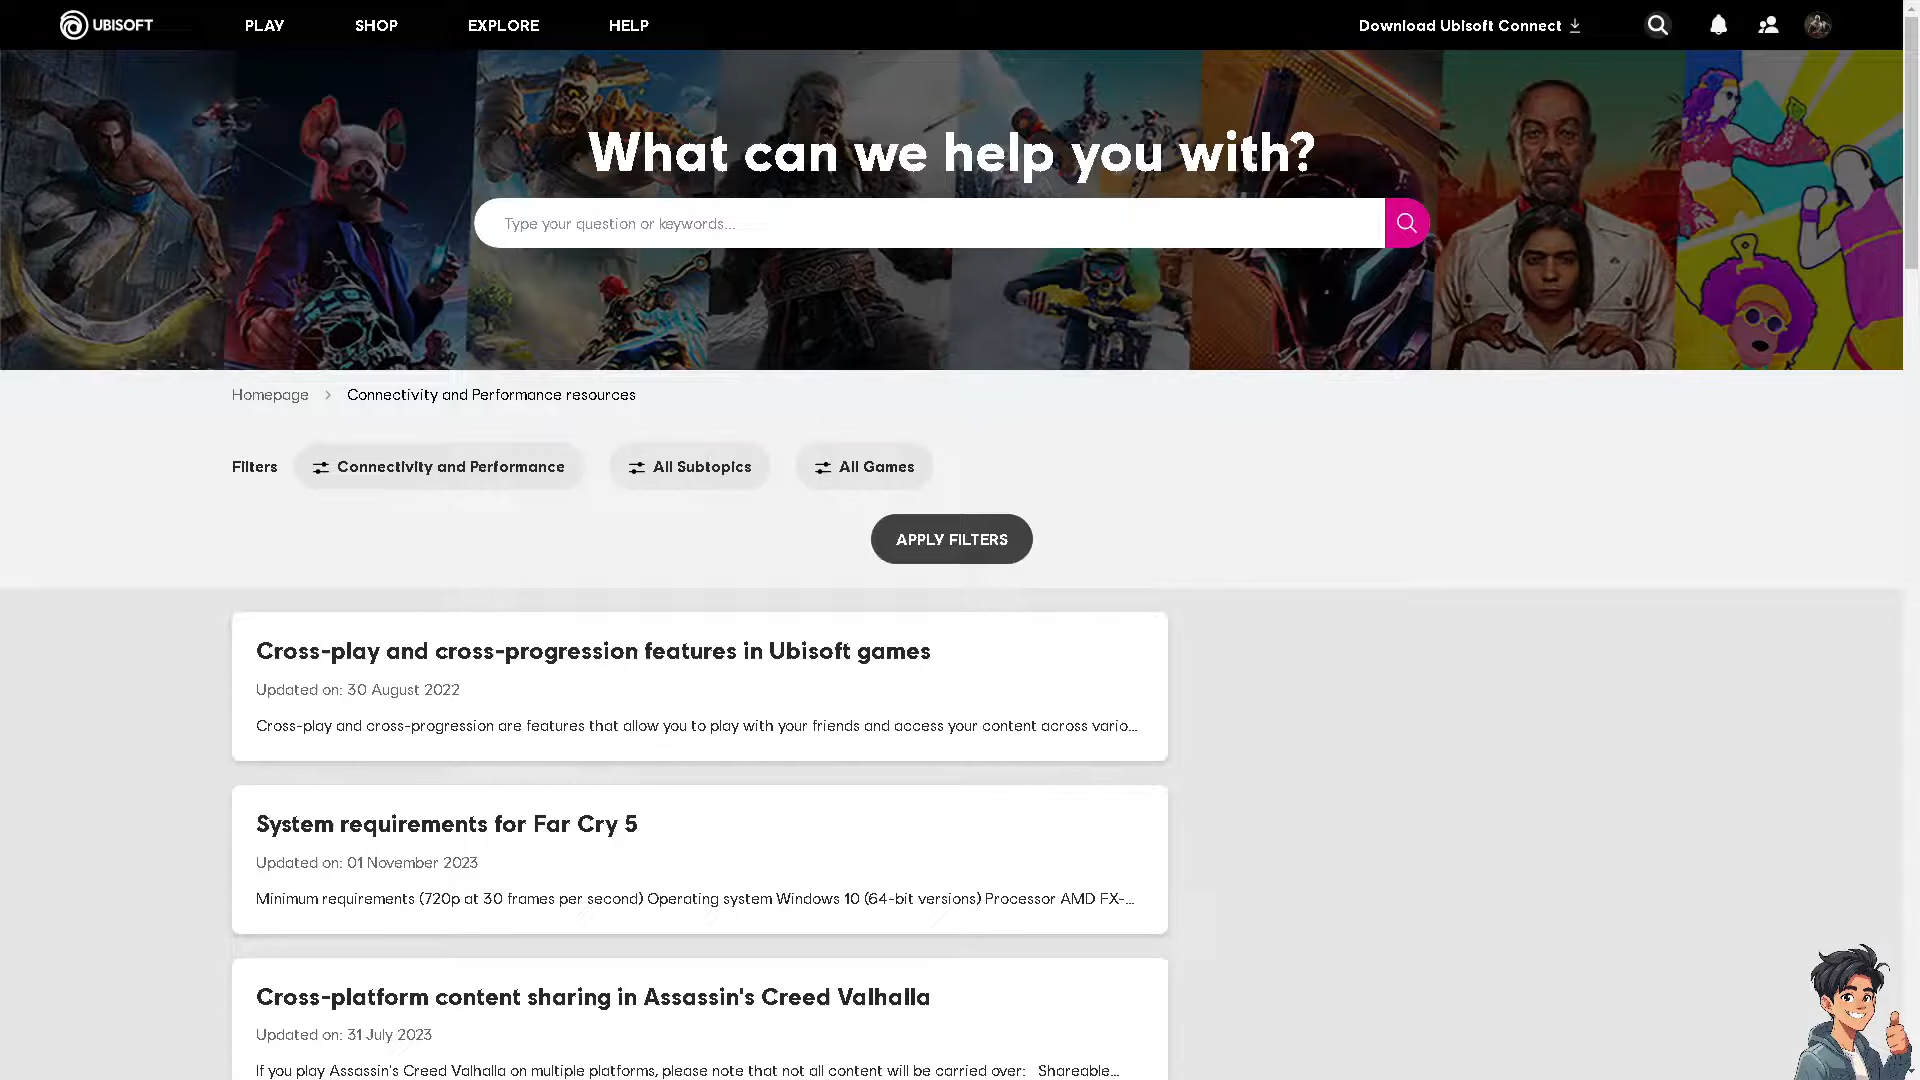 UBISOFT
PLAY
SHOP
EXPLORE
HELP
Download Ubisoft Connect
What can we help you with?
Type your question or keywords...
Homepage
Connectivity and Performance resources
Filters
Connectivity and Performance
All Subtopics
All Games
APPLY FILTERS
Cross-play and cross-progression features in Ubisoft games
Updated on: 30 August 2022
Cross-play and cross-progression are features that allow you to play with your friends and access your content across vario...
System requirements for Far Cry 5
Updated on: 01 November 2023
Minimum requirements (720p at 30 frames per second) Operating system Windows 10 (64-bit versions) Processor AMD FX-...
Cross-platform content sharing in Assassin's Creed Valhalla
Updated on: 31 July 2023
If you play Assassin's Creed Valhalla on multiple platforms, please note that not all content will be carried over: Shareable...